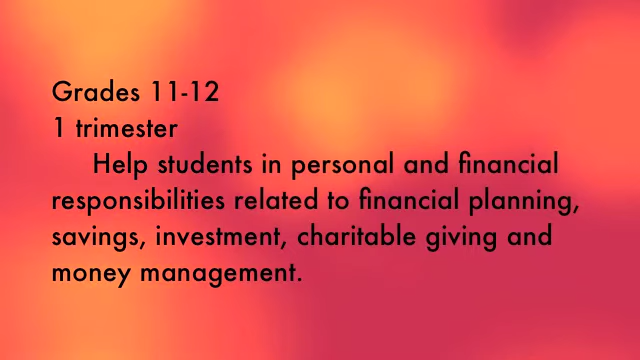 Grades 11-12
1 trimester
Help students in personal and financial
responsibilities related to financial planning,
savings, investment, charitable giving and
money management.